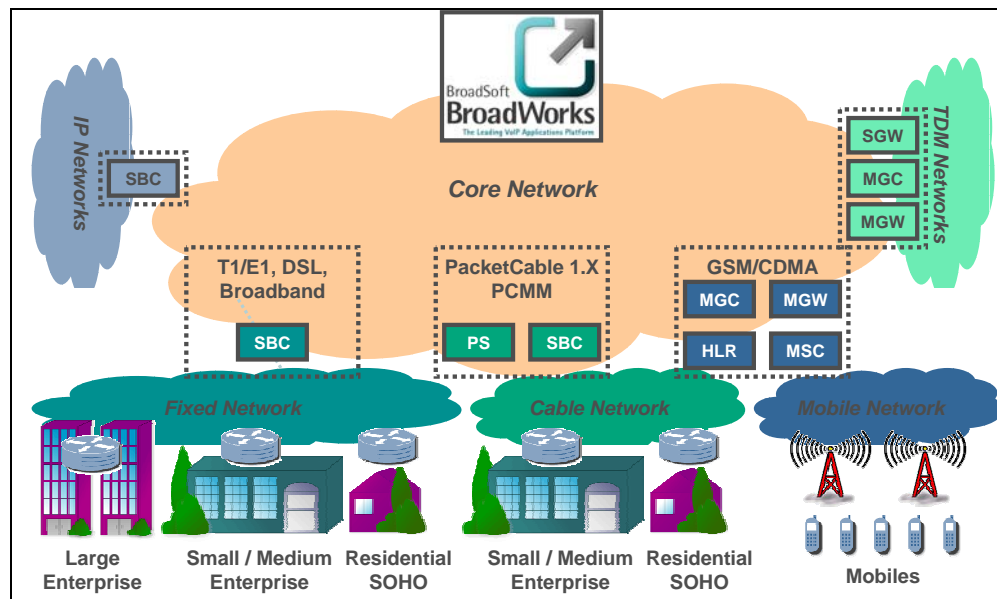 BroadSoft
BroadWorks
The Leading VoIP Applications Platform
IP Networks
SBC
Core Network
TDM Networks
SGW
MGC
MGW
T1/E1, DSL,
Broadband
SBC
PacketCable 1.X
PCMM
PS
SBC
GSM/CDMA
MGC
MGW
HLR
MSC
Fixed Network
Cable Network
Mobile Network
Large
Enterprise
Small / Medium
Enterprise
Residential
SOHO
Small / Medium
Enterprise
Residential
SOHO
Mobiles